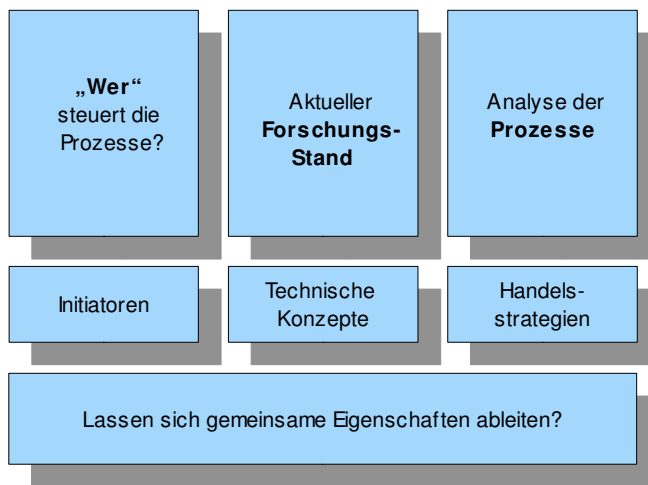 „Wer“
steuert die
Prozesse?
Aktueller
Forschungs-
Stand
Analyse der
Prozesse
Initiatoren
Technische
Konzepte
Handels-
strategien
Lassen sich gemeinsame Eigenschaften ableiten?